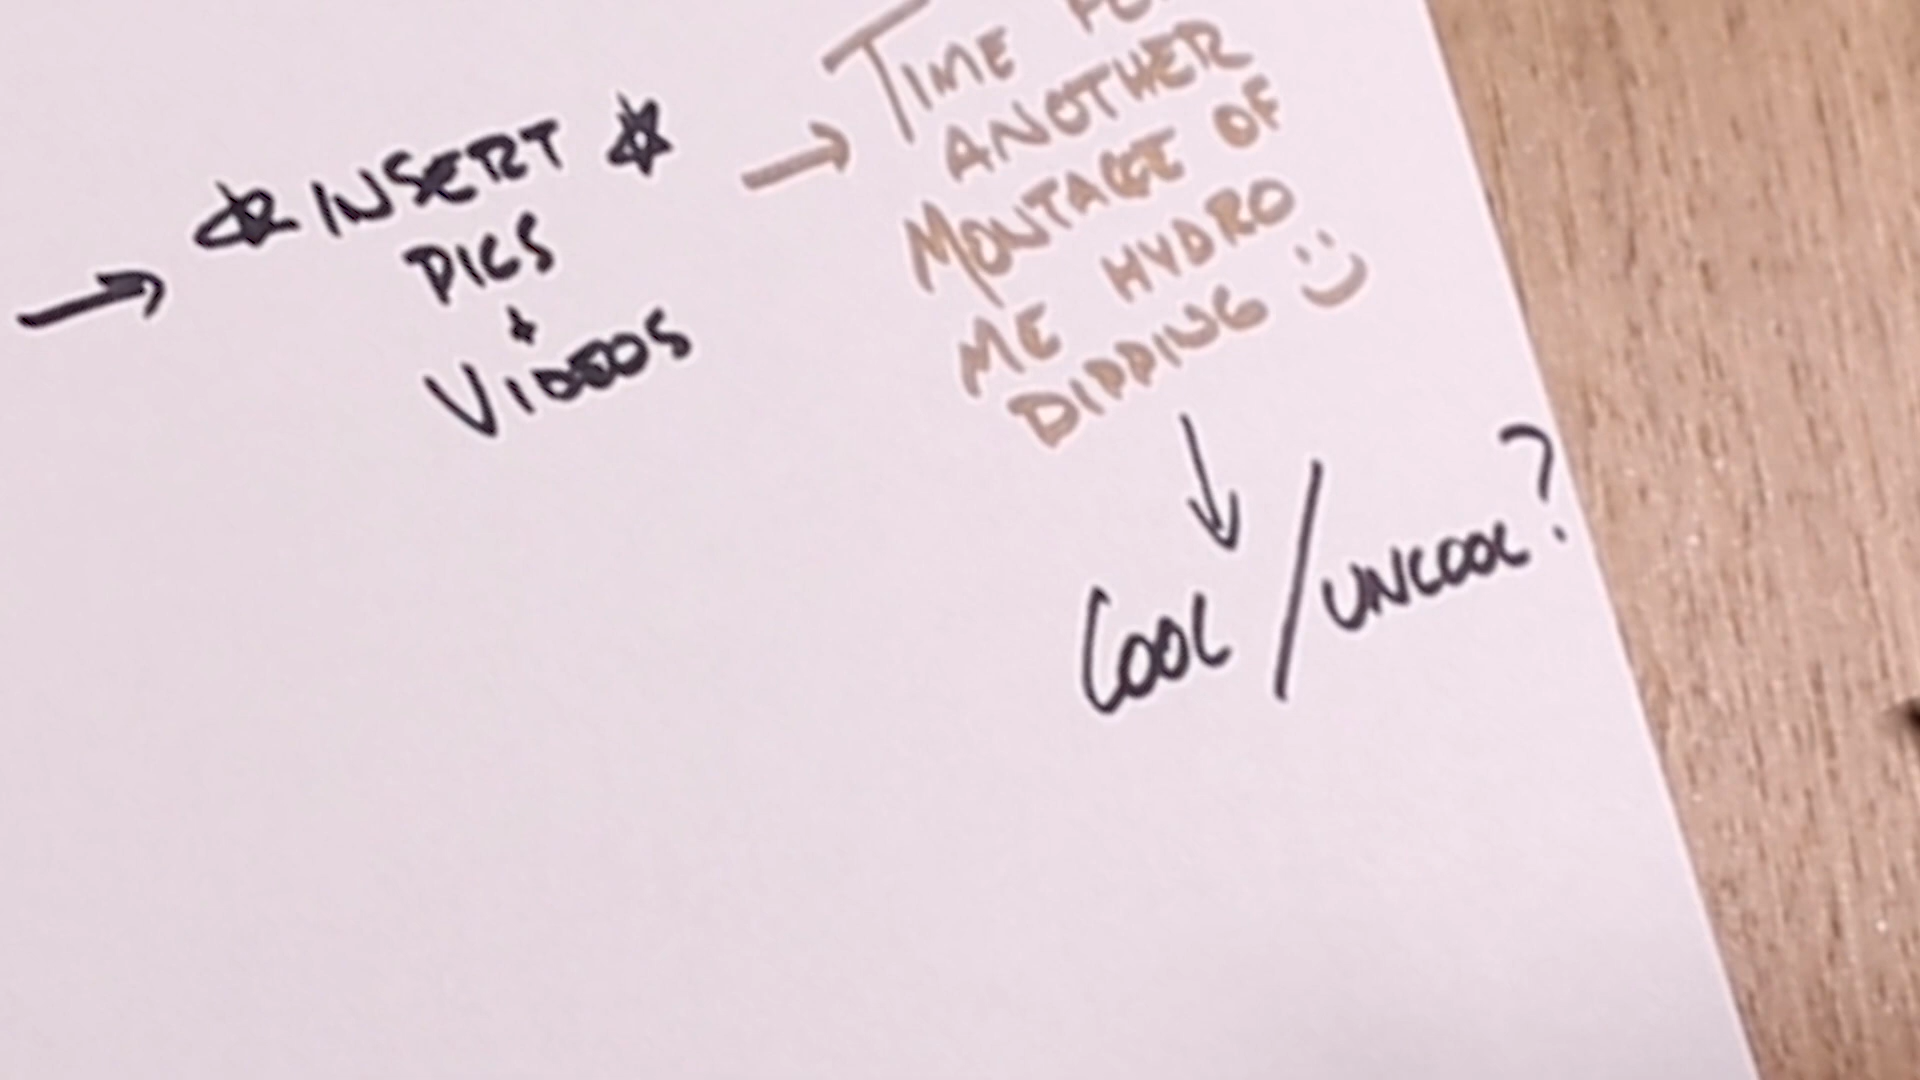 → ☆ INSERT ☆
PICS
+
VIDEOS
→ TIME
ANOTHER
MONTAGE OF
ME HYDRO
DIPPING :)
↓
COOL / UNCOOL?